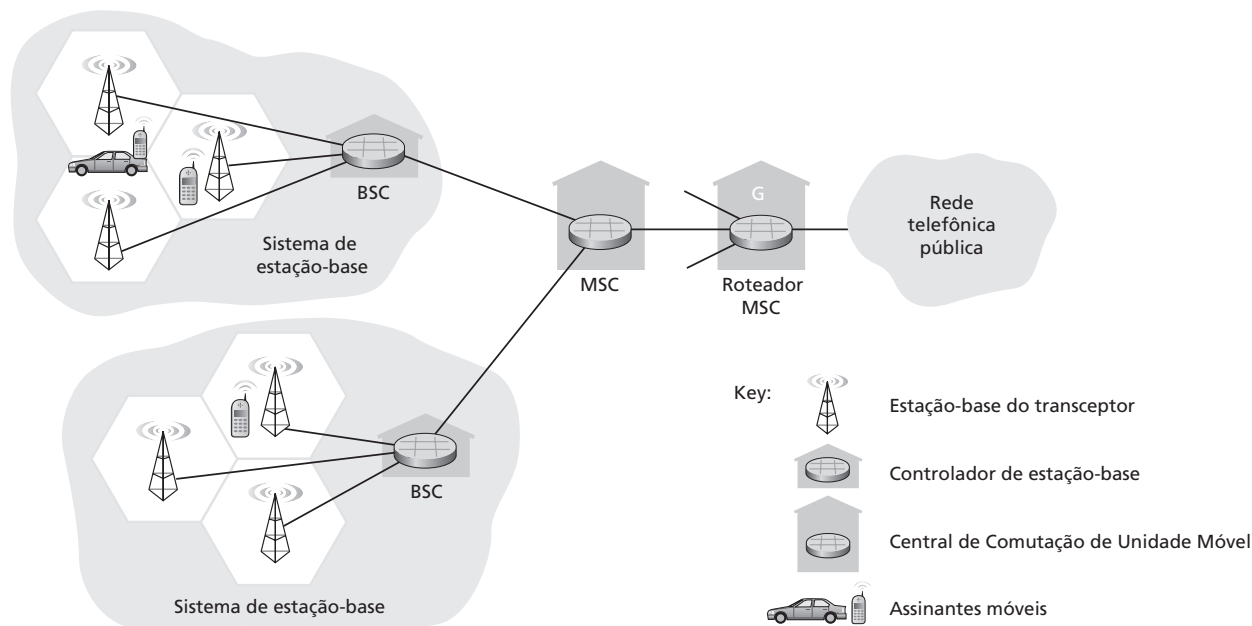 BSC
Sistema de
estação-base
MSC
G
Roteador
MSC
Rede
telefônica
pública
BSC
Sistema de estação-base
Key:
Estação-base do transceptor
Controlador de estação-base
Central de Comutação de Unidade Móvel
Assinantes móveis